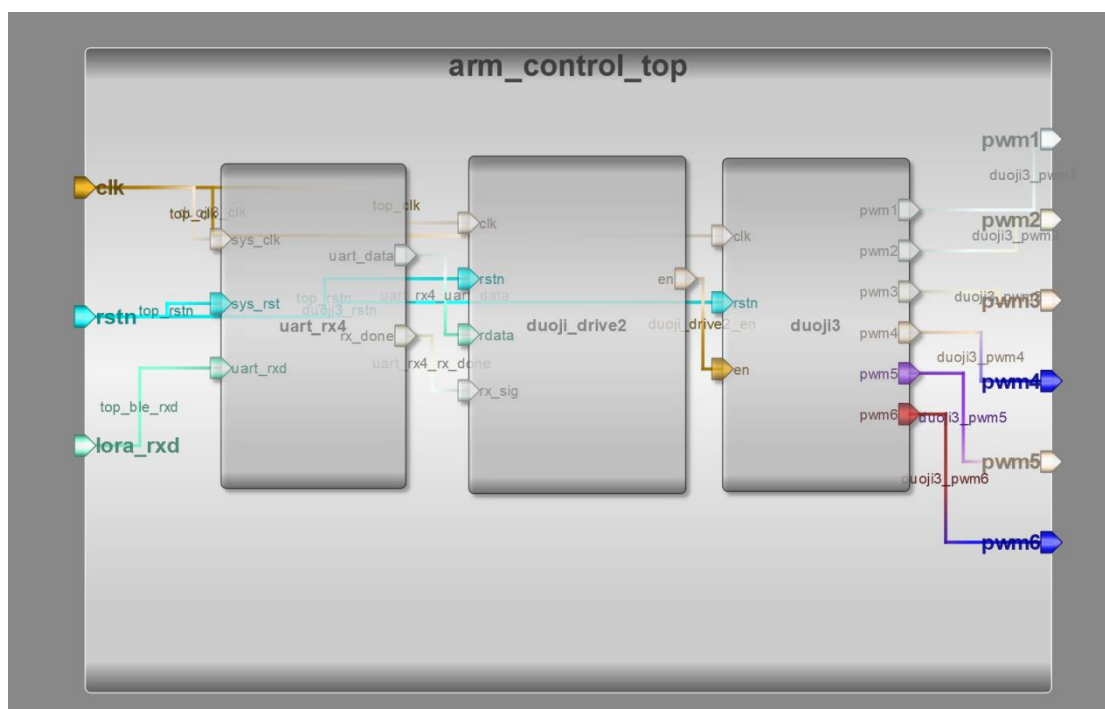 arm_control_top
clk
rstn
lora_rxd
top_clk
duoji3_clk
top_rstn
top_ble_rxd
sys_clk
sys_rst
uart_rxd
uart_rx4
uart_data
rx_done
top_clk
top_rstn
duoji3_rstn
uart_rx4_uart_data
uart_rx4_rx_done
clk
rstn
rdata
rx_sig
duoji_drive2
en
duoji_drive2_en
clk
rstn
en
duoji3
pwm1
pwm2
pwm3
pwm4
pwm5
pwm6
duoji3_pwm1
duoji3_pwm4
duoji3_pwm5
duoji3_pwm6
pwm1
pwm2
pwm3
pwm4
pwm5
pwm6